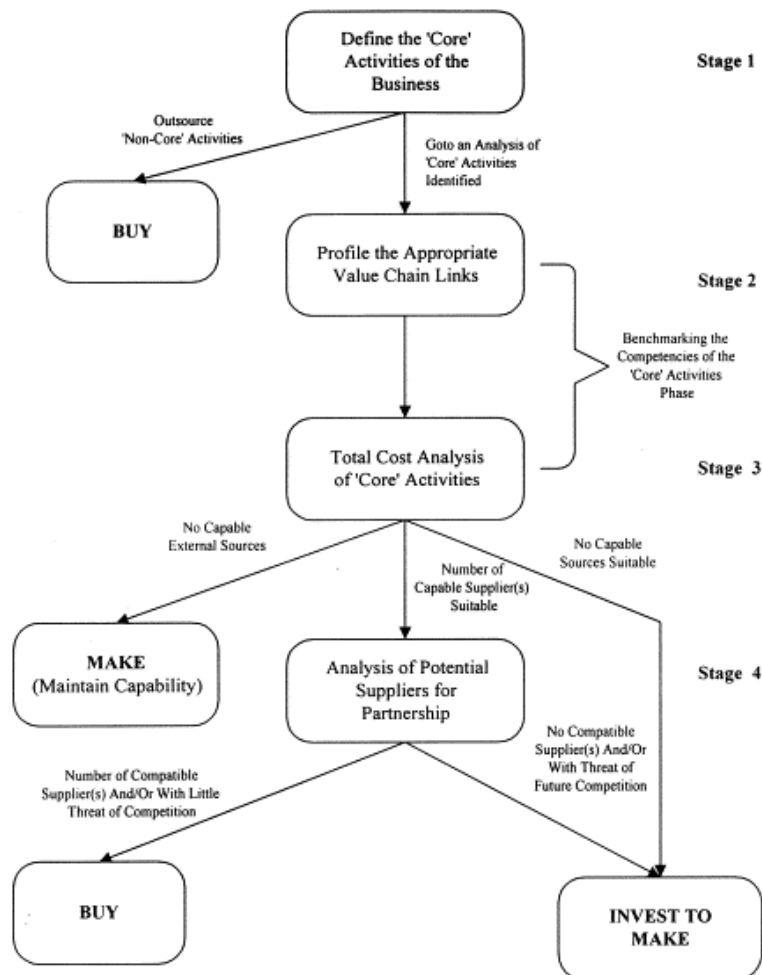 Define the 'Core'
Activities of the
Business
Stage 1
Outsource
'Non-Core' Activities
Goto an Analysis of
'Core' Activities
Identified
BUY
Profile the Appropriate
Value Chain Links
Stage 2
Benchmarking the
Competencies of the
'Core' Activities
Phase
Total Cost Analysis
of 'Core' Activities
Stage 3
No Capable
External Sources
Number of
Capable Supplier(s)
Suitable
No Capable
Sources Suitable
MAKE
(Maintain Capability)
Analysis of Potential
Suppliers for
Partnership
Stage 4
Number of Compatible
Supplier(s) And/Or With Little
Threat of Competition
No Compatible
Supplier(s) And/Or
With Threat of
Future Competition
BUY
INVEST TO
MAKE